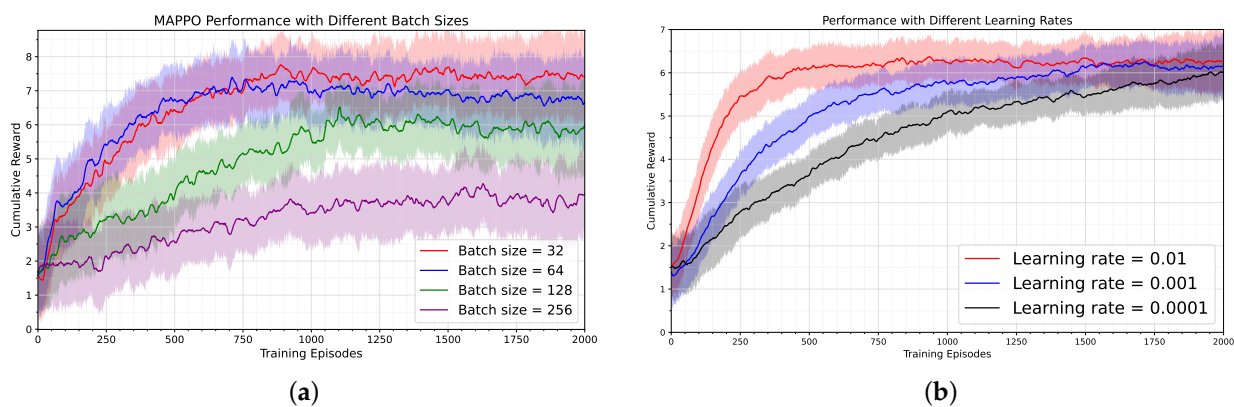 MAPPO Performance with Different Batch Sizes
Cumulative Reward
8
7
6
5
4
3
2
1
0
0 250 500 750 1000 1250 1500 1750 2000
Training Episodes
Batch size = 32
Batch size = 64
Batch size = 128
Batch size = 256
(a)
Performance with Different Learning Rates
Cumulative Reward
7
6
5
4
3
2
1
0
0 250 500 750 1000 1250 1500 1750 2000
Training Episodes
Learning rate = 0.01
Learning rate = 0.001
Learning rate = 0.0001
(b)